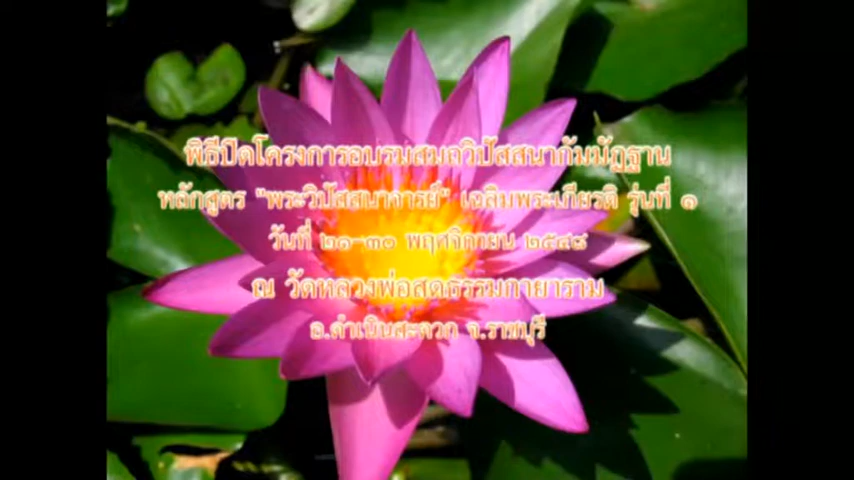 พิธีปิดโครงการอบรมสมถวิปัสสนากัมมัฏฐาน
หลักสูตร "พระวิปัสสนาจารย์" เฉลิมพระเกียรติ รุ่นที่ ๑
วันที่ ๒๑-๓๐ พฤศจิกายน ๒๕๔๘
ณ วัดหลวงพ่อสดธรรมกายาราม
อ.ดำเนินสะดวก จ.ราชบุรี